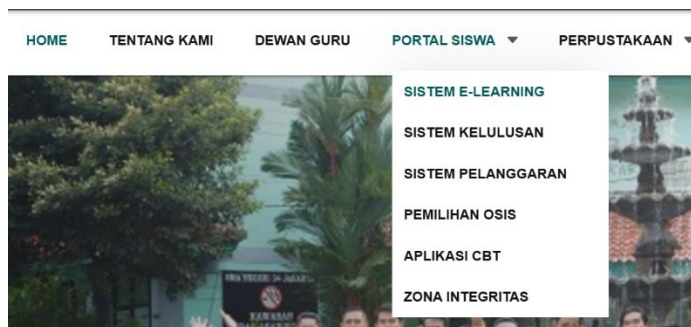 HOME TENTANG KAMI DEWAN GURU PORTAL SISWA PERPUSTAKAAN
SISTEM E-LEARNING
SISTEM KELULUSAN
SISTEM PELANGGARAN
PEMILIHAN OSIS
APLIKASI CBT
ZONA INTEGRITAS
KAWASAN